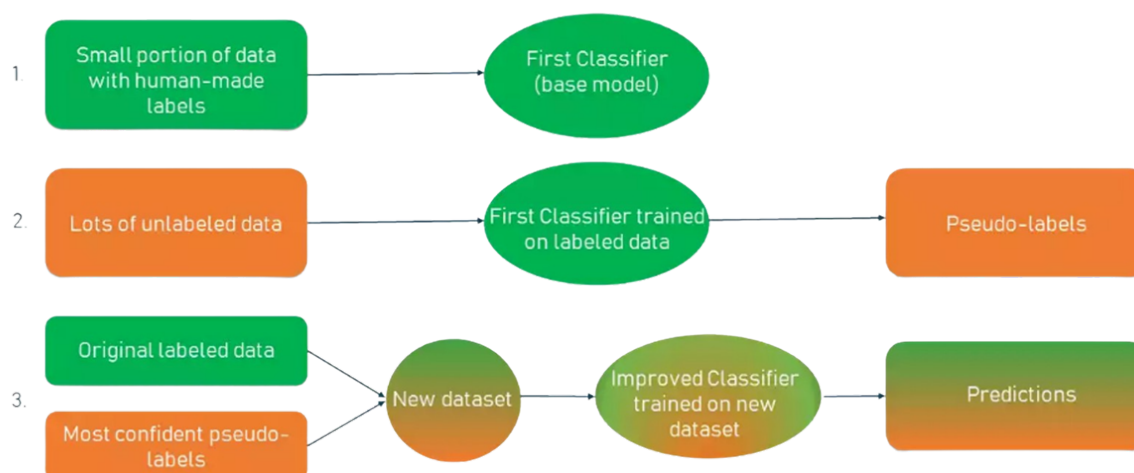 1.
Small portion of data
with human-made
labels
First Classifier
(base model)
2.
Lots of unlabeled data
First Classifier trained
on labeled data
Pseudo-labels
3.
Original labeled data
Most confident pseudo-
labels
New dataset
Improved Classifier
trained on new
dataset
Predictions